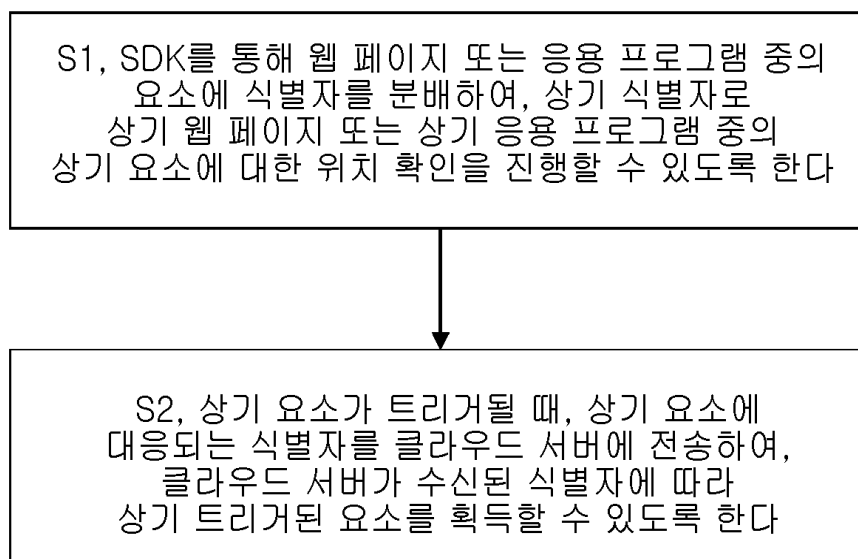 S1, SDK를 통해 웹 페이지 또는 응용 프로그램 중의
요소에 식별자를 분배하여, 상기 식별자로
상기 웹 페이지 또는 상기 응용 프로그램 중의
상기 요소에 대한 위치 확인을 진행할 수 있도록 한다
S2, 상기 요소가 트리거될 때, 상기 요소에
대응되는 식별자를 클라우드 서버에 전송하여,
클라우드 서버가 수신된 식별자에 따라
상기 트리거된 요소를 획득할 수 있도록 한다